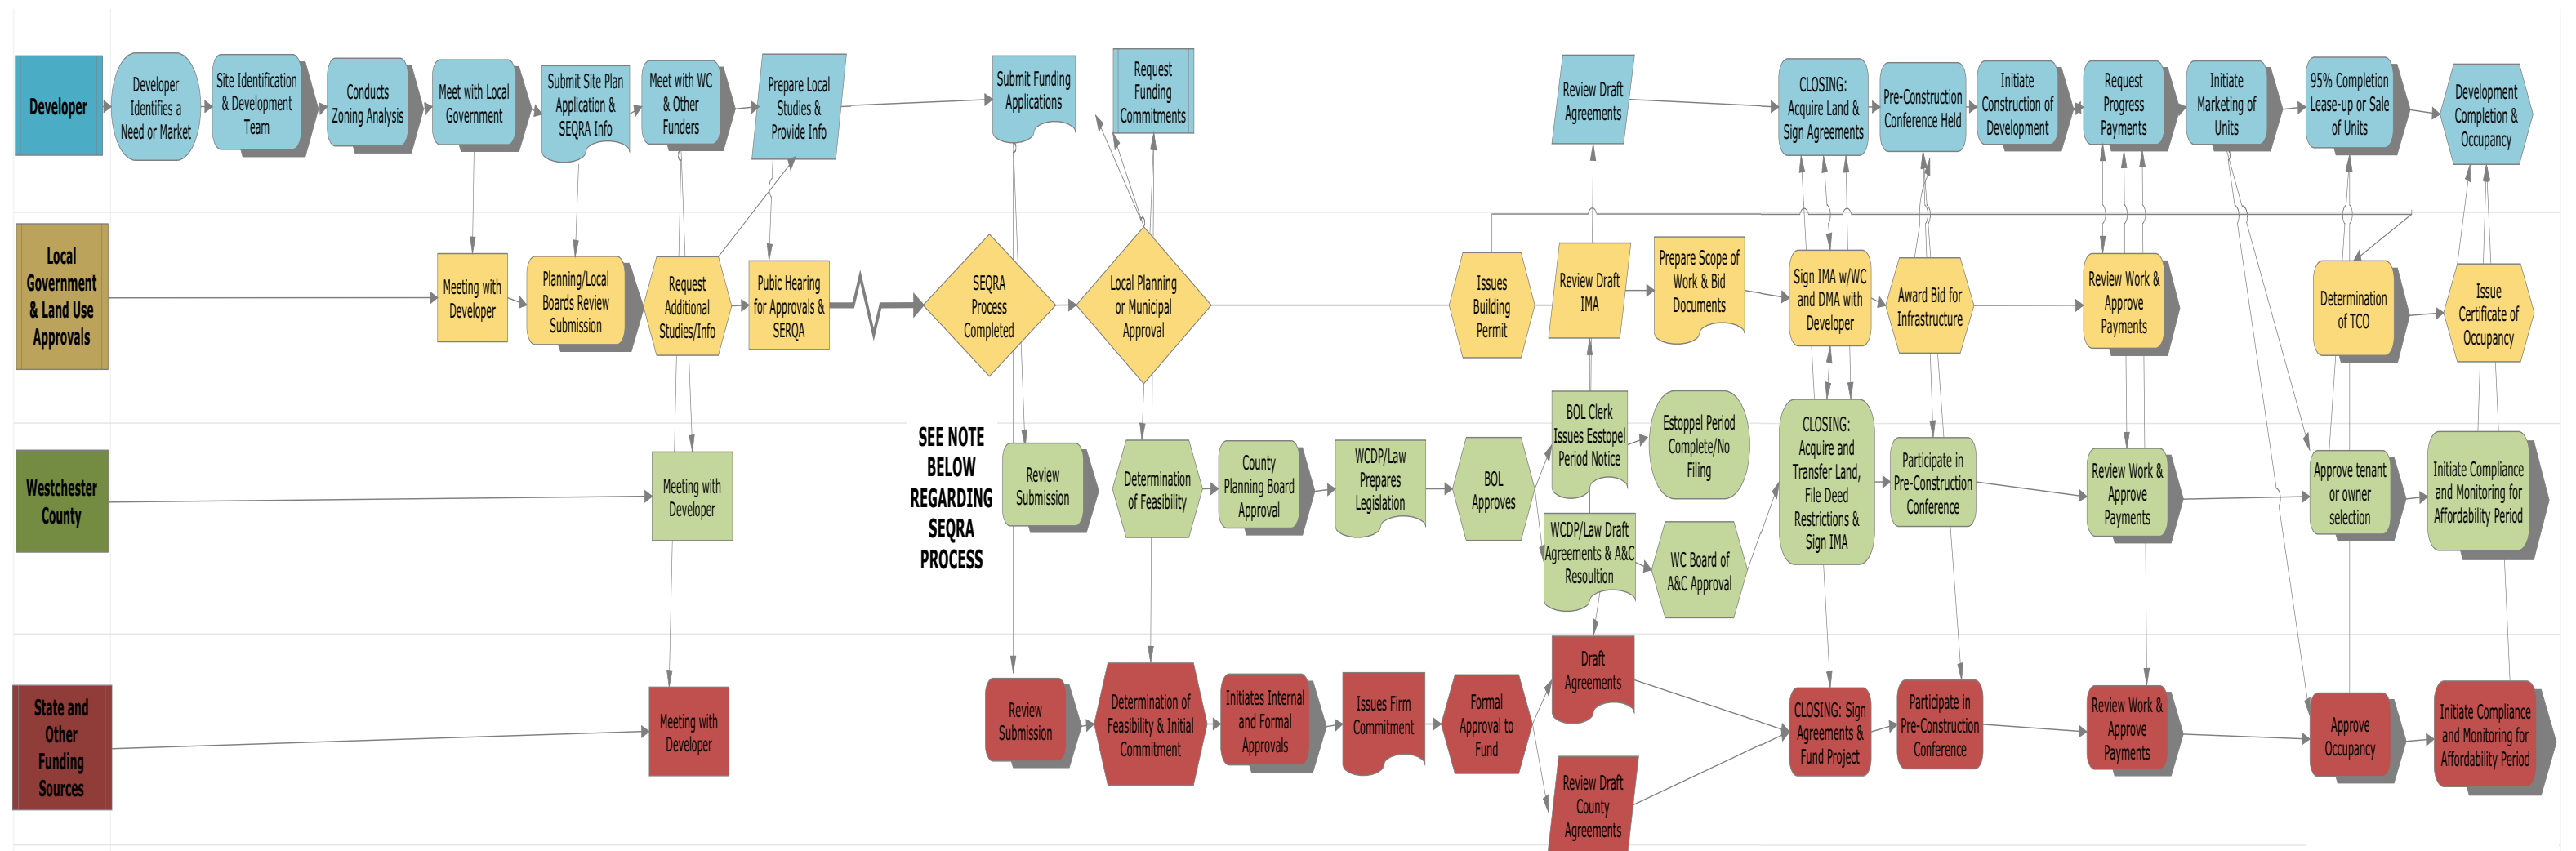 Developer
Developer
Identifies a
Need or Market
Site Identification
& Development
Team
Conducts
Zoning Analysis
Meet with Local
Government
Submit Site Plan
Application &
SEQRA Info
Meet with WC
& Other
Funders
Prepare Local
Studies &
Provide Info
Submit Funding
Applications
Request
Funding
Commitments
Review Draft
Agreements
CLOSING:
Acquire Land &
Sign Agreements
Pre-Construction
Conference Held
Initiate
Construction of
Development
Request
Progress
Payments
Initiate
Marketing of
Units
95% Completion
Lease-up or Sale
of Units
Development
Completion &
Occupancy
Local
Government
& Land Use
Approvals
Meeting with
Developer
Planning/Local
Boards Review
Submission
Request
Additional
Studies/Info
Pubic Hearing
for Approvals &
SERQA
SEQRA
Process
Completed
Local Planning
or Municipal
Approval
Issues
Building
Permit
Review Draft
IMA
Prepare Scope of
Work & Bid
Documents
Sign IMA w/WC
and DMA with
Developer
Award Bid for
Infrastructure
Review Work &
Approve
Payments
Determination
of TCO
Issue
Certificate of
Occupancy
Westchester
County
Meeting with
Developer
SEE NOTE
BELOW
REGARDING
SEQRA
PROCESS
Review
Submission
Determination
of Feasibility
County
Planning Board
Approval
WCDP/Law
Prepares
Legislation
BOL
Approves
BOL Clerk
Issues Esstopel
Period Notice
Estoppel Period
Complete/No
Filing
WCDP/Law Draft
Agreements & A&C
Resoultion
WC Board of
A&C Approval
CLOSING:
Acquire and
Transfer Land,
File Deed
Restrictions &
Sign IMA
Participate in
Pre-Construction
Conference
Review Work &
Approve
Payments
Approve tenant
or owner
selection
Initiate Compliance
and Monitoring for
Affordability Period
State and
Other
Funding
Sources
Meeting with
Developer
Review
Submission
Determination of
Feasibility & Initial
Commitment
Initiates Internal
and Formal
Approvals
Issues Firm
Commitment
Formal
Approval to
Fund
Draft
Agreements
Review Draft
County
Agreements
CLOSING: Sign
Agreements &
Fund Project
Participate in
Pre-Construction
Conference
Review Work &
Approve
Payments
Approve
Occupancy
Initiate Compliance
and Monitoring for
Affordability Period